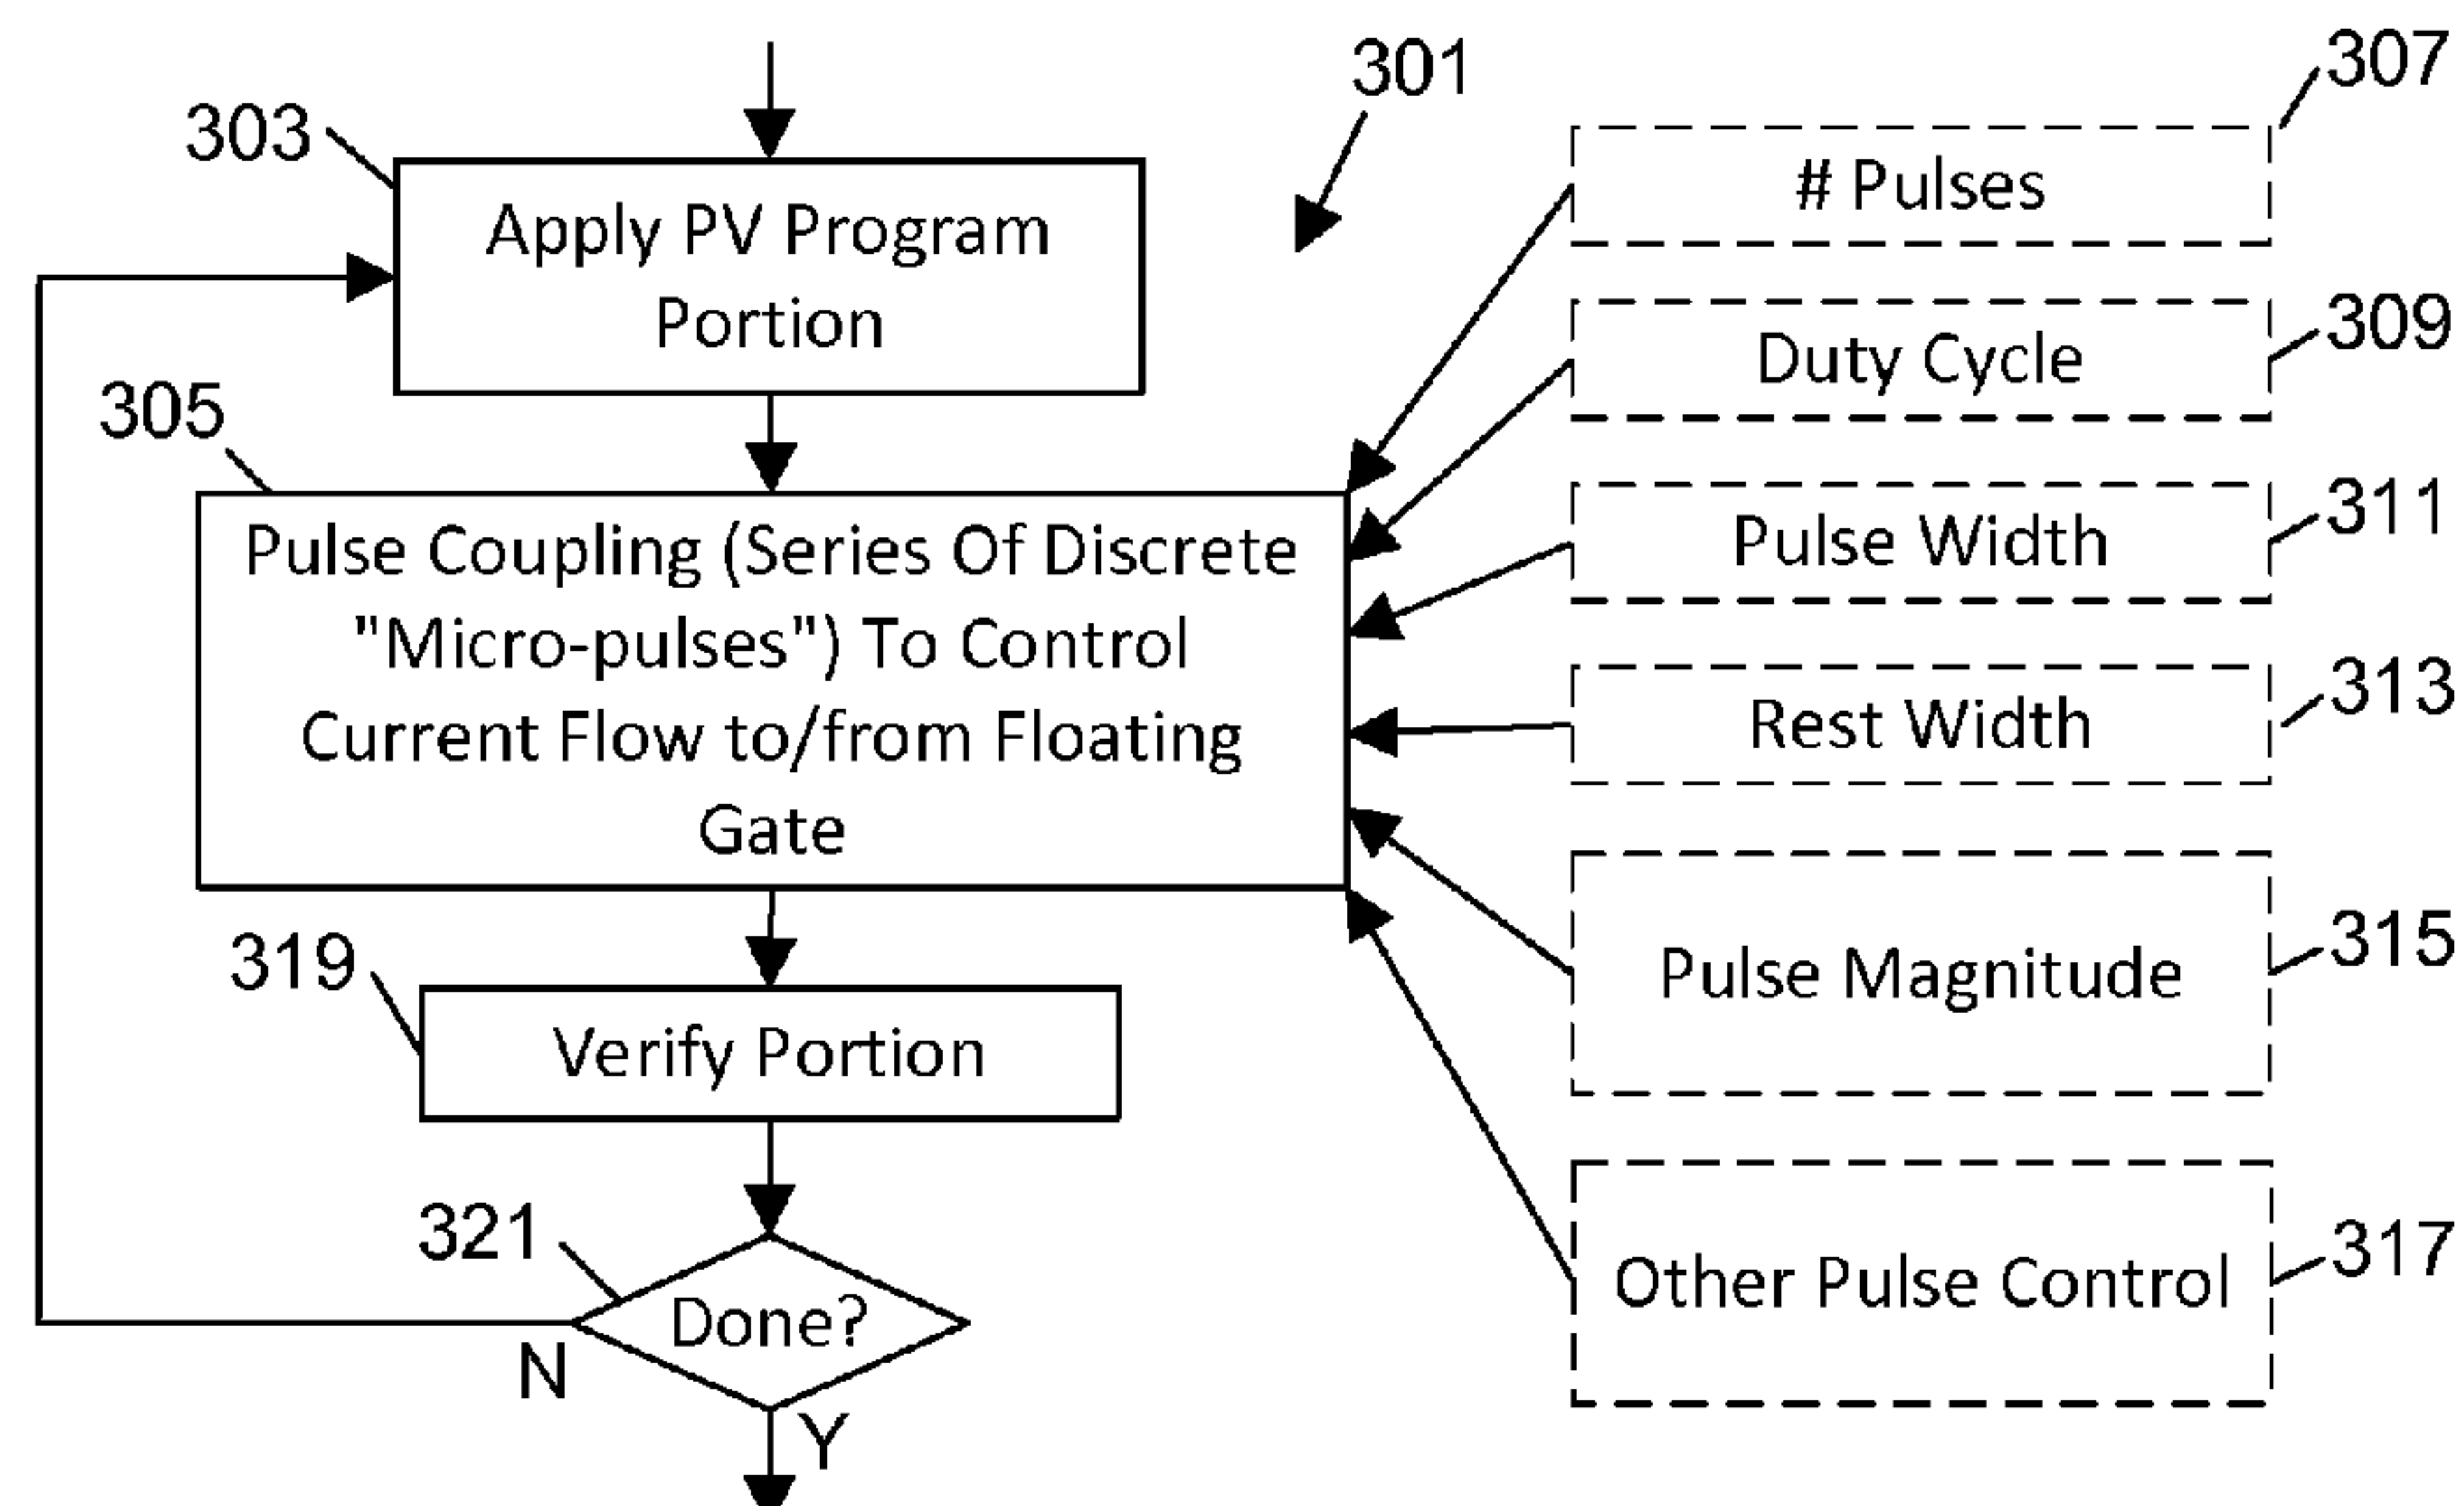 301
303
Apply PV Program
Portion
305
Pulse Coupling (Series Of Discrete
"Micro-pulses") To Control
Current Flow to/from Floating
Gate
307
# Pulses
309
Duty Cycle
311
Pulse Width
313
Rest Width
315
Pulse Magnitude
317
Other Pulse Control
319
Verify Portion
321
Done?
N
Y